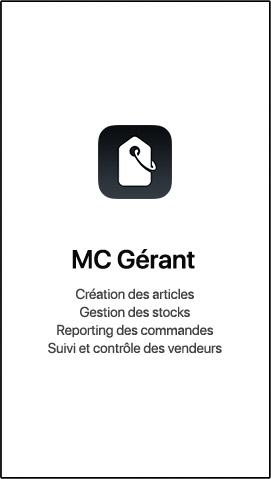 MC Gérant
Création des articles
Gestion des stocks
Reporting des commandes
Suivi et contrôle des vendeurs